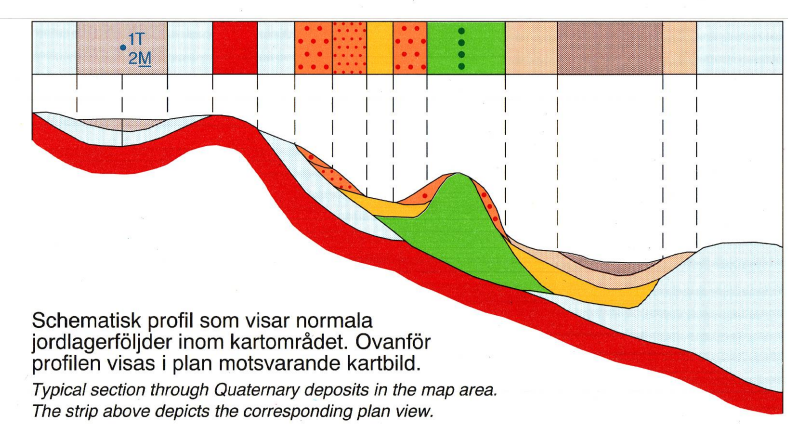 1T
2M
Schematisk profil som visar normala
jordlagerföljder inom kartområdet. Ovanför
profilen visas i plan motsvarande kartbild.
Typical section through Quaternary deposits in the map area.
The strip above depicts the corresponding plan view.